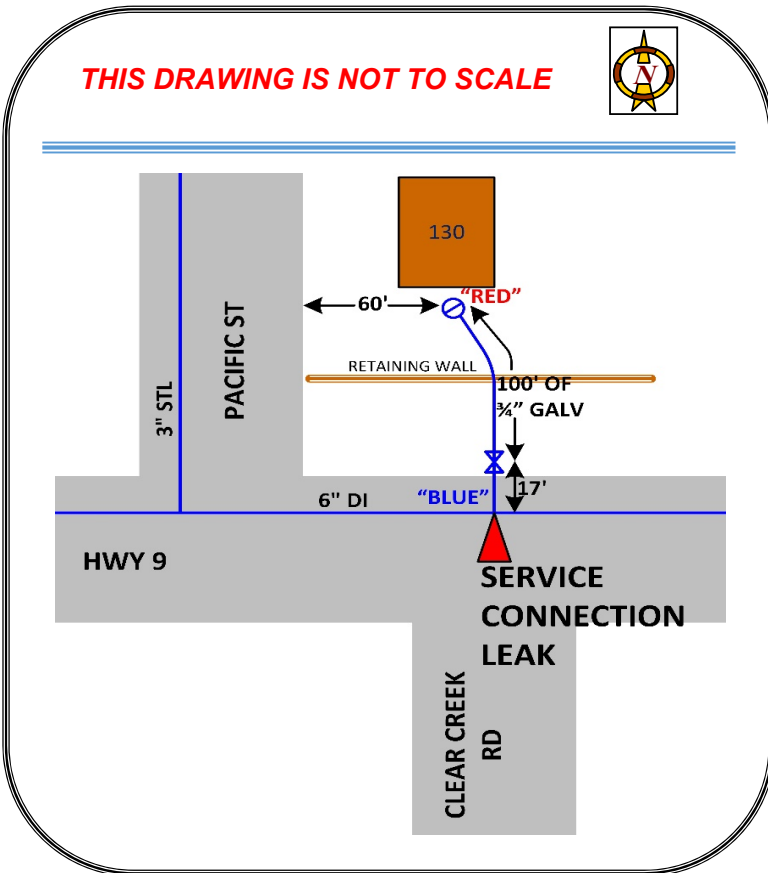 THIS DRAWING IS NOT TO SCALE
N
130
"RED"
60'
PACIFIC ST
3" STL
RETAINING WALL
100' OF
¾" GALV
17'
6" DI
"BLUE"
HWY 9
SERVICE
CONNECTION
LEAK
CLEAR CREEK
RD